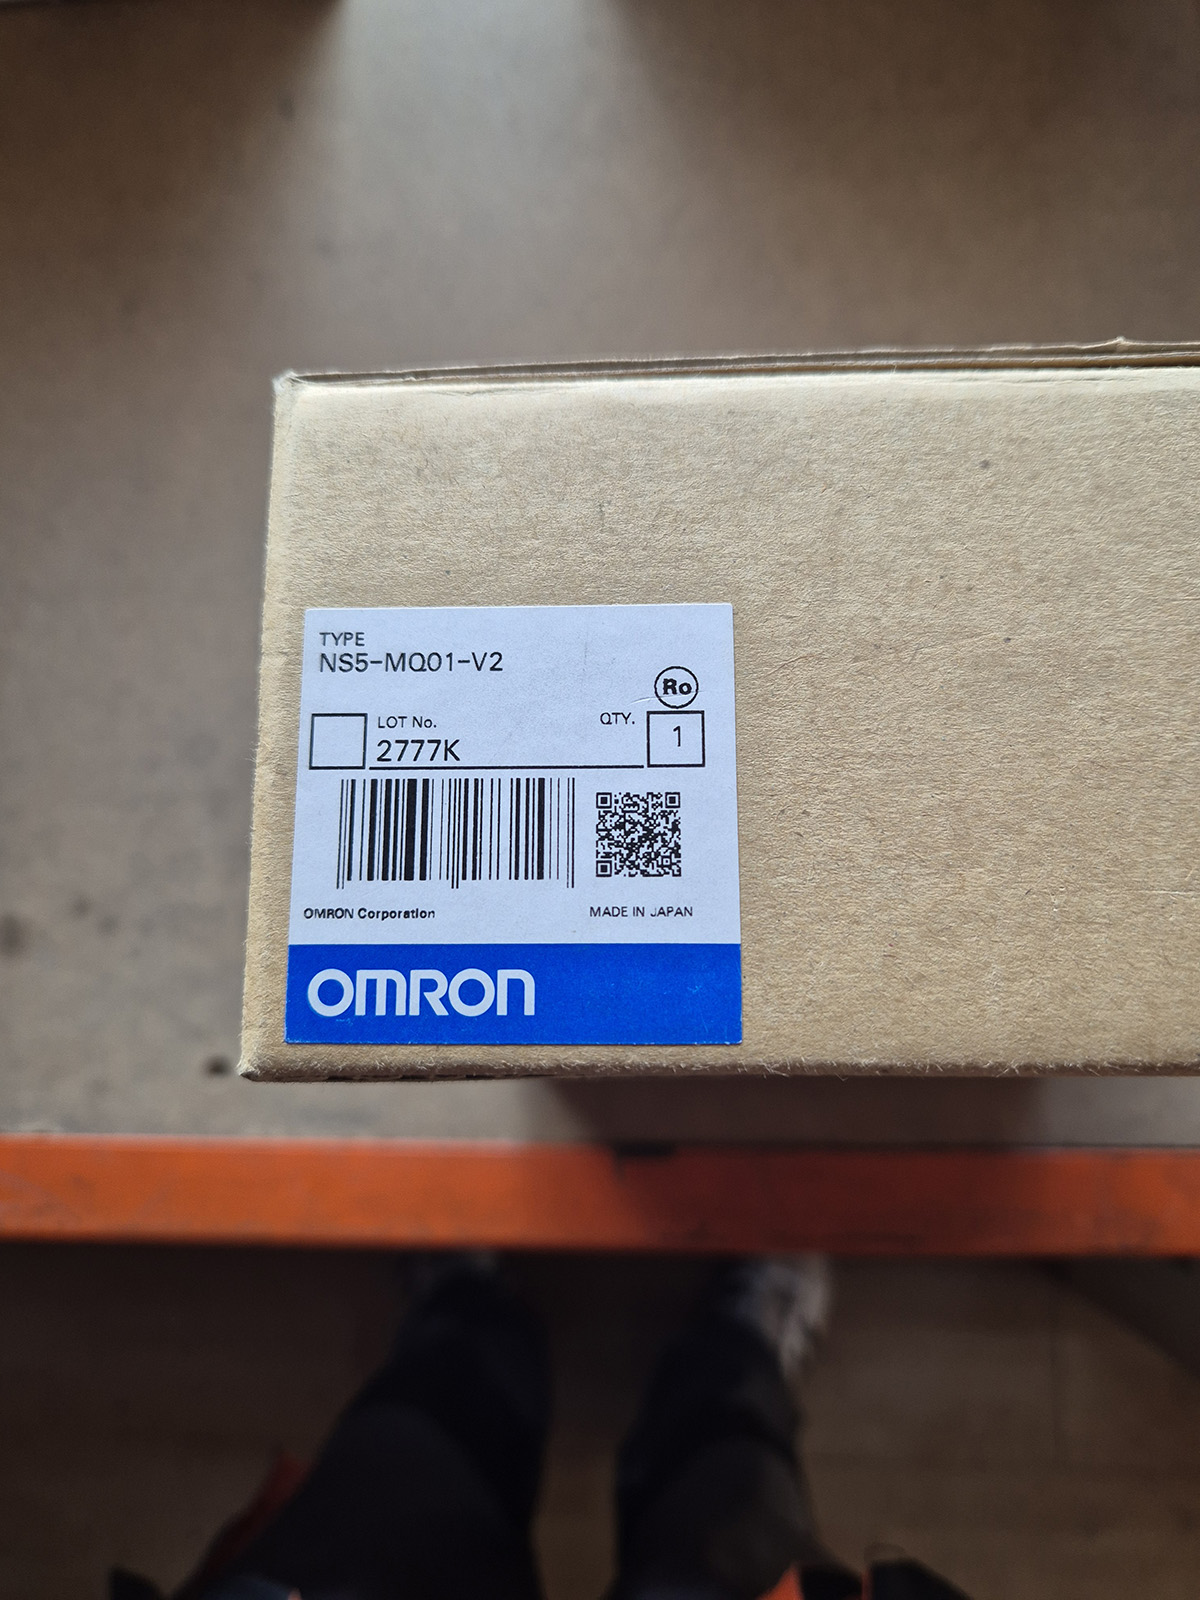 TYPE
NS5-MQ01-V2
Ro
LOT No.
QTY.
2777K
1
OMRON Corporation
MADE IN JAPAN
OMRON